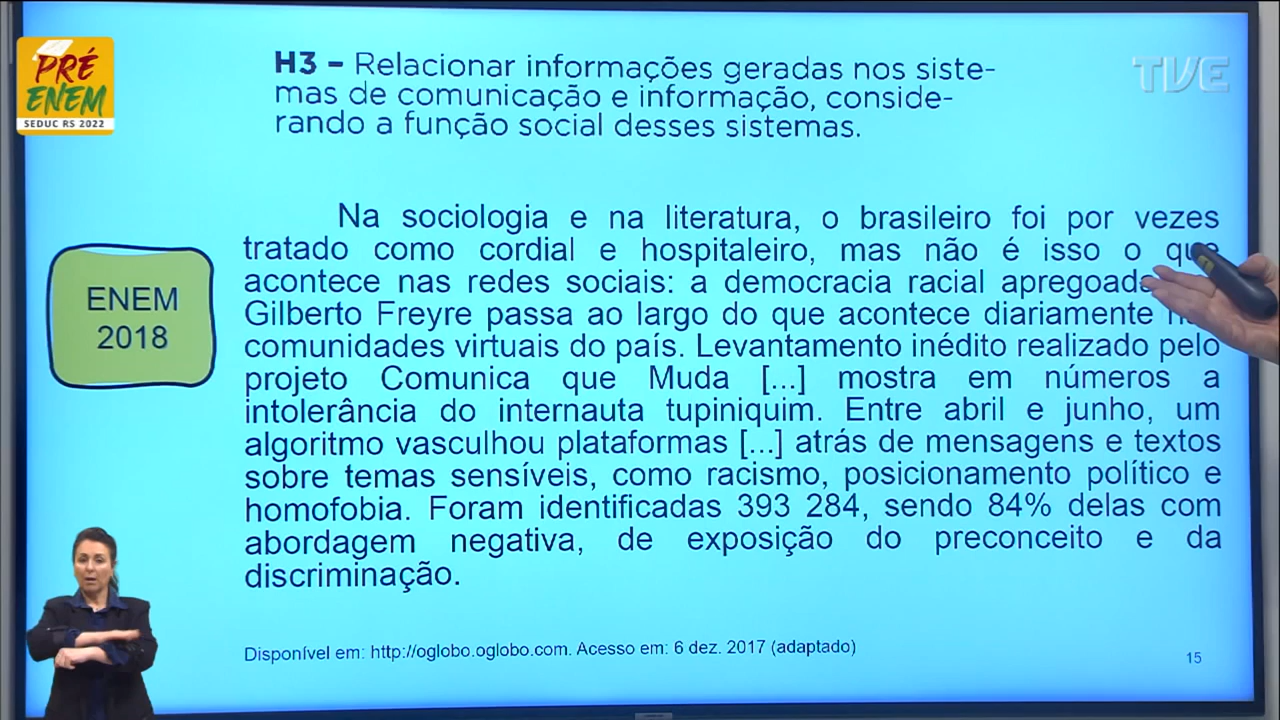 PRÉ
ENEM
SEDUC RS 2022
TVE
H3 – Relacionar informações geradas nos siste-
mas de comunicação e informação, conside-
rando a função social desses sistemas.
ENEM
2018
Na sociologia e na literatura, o brasileiro foi por vezes
tratado como cordial e hospitaleiro, mas não é isso o que
acontece nas redes sociais: a democracia racial apregoada
Gilberto Freyre passa ao largo do que acontece diariamente
comunidades virtuais do país. Levantamento inédito realizado pelo
projeto Comunica que Muda [...] mostra em números a
intolerância do internauta tupiniquim. Entre abril e junho, um
algoritmo vasculhou plataformas [...] atrás de mensagens e textos
sobre temas sensíveis, como racismo, posicionamento político e
homofobia. Foram identificadas 393 284, sendo 84% delas com
abordagem negativa, de exposição do preconceito e da
discriminação.
Disponível em: http://oglobo.oglobo.com. Acesso em: 6 dez. 2017 (adaptado)
15